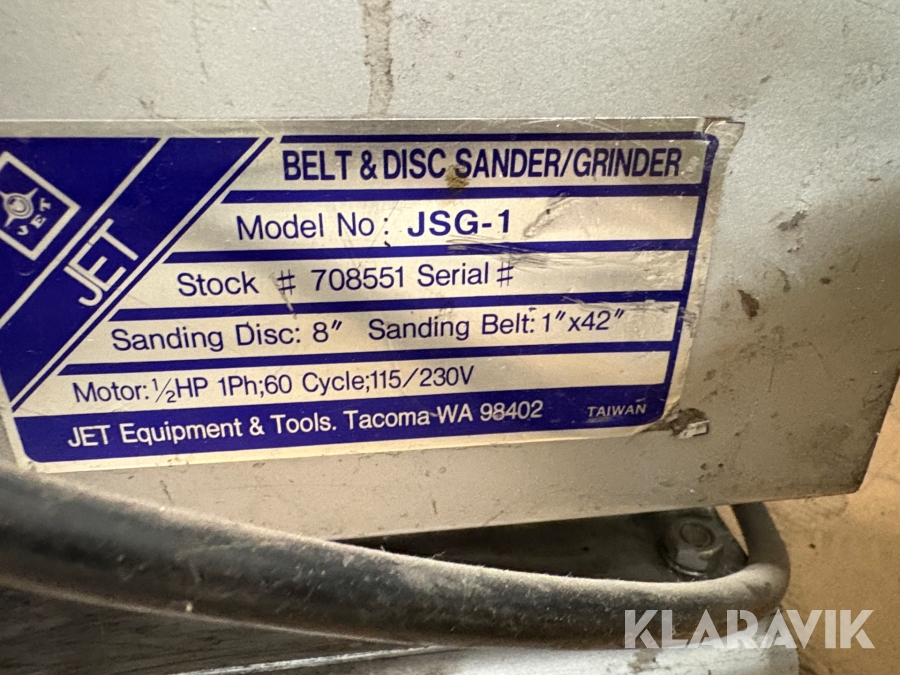 BELT & DISC SANDER/GRINDER
JET
JET
Model No: JSG-1
Stock # 708551 Serial #
Sanding Disc: 8" Sanding Belt: 1"x42"
Motor: 1/2HP 1Ph;60 Cycle;115/230V
JET Equipment & Tools. Tacoma WA 98402 TAIWAN
KLARAVIK